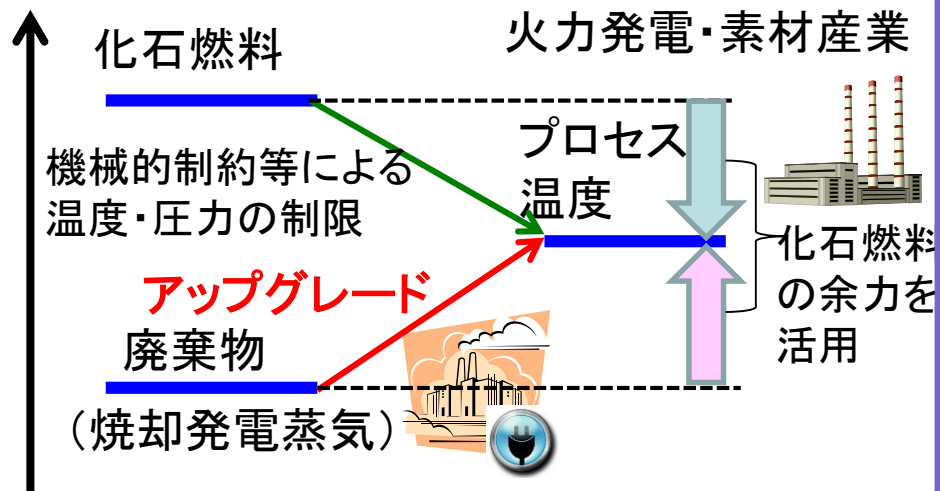 火力発電・素材産業
化石燃料
プロセス
温度
機械的制約等による
温度・圧力の制限
化石燃料
の余力を
活用
アップグレード
廃棄物
（焼却発電蒸気）